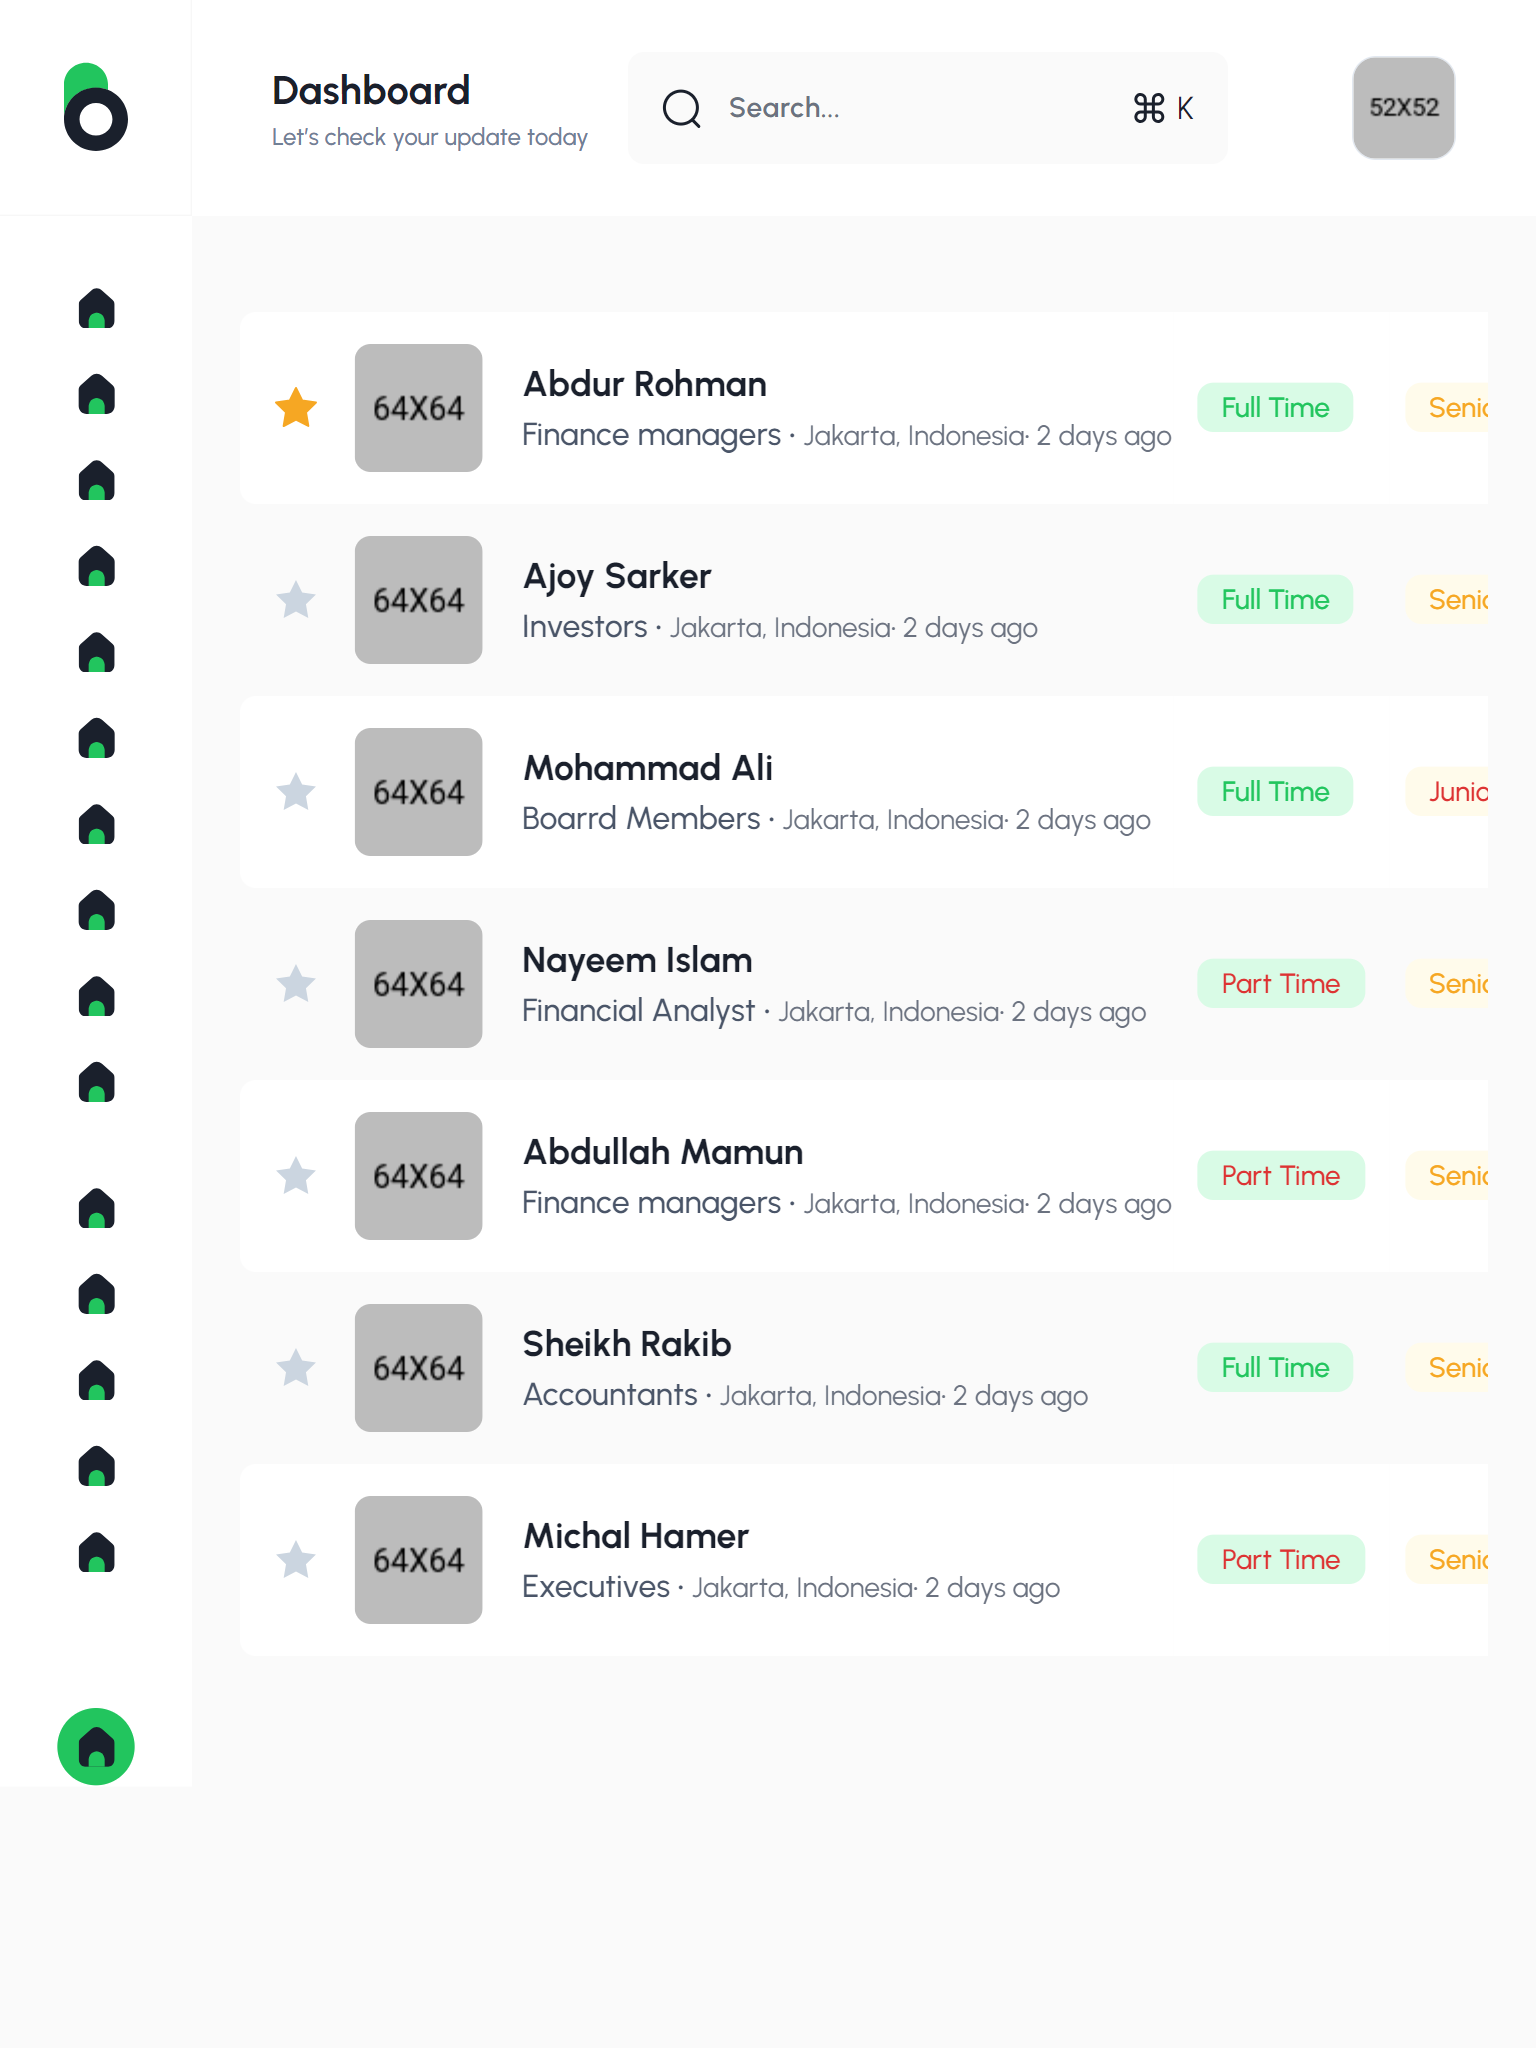 Dashboard
Let's check your update today
Search...
⌘ K
52X52
64X64
Abdur Rohman
Finance managers · Jakarta, Indonesia· 2 days ago
Full Time
Senio
64X64
Ajoy Sarker
Investors · Jakarta, Indonesia· 2 days ago
Full Time
Senio
64X64
Mohammad Ali
Boarrd Members · Jakarta, Indonesia· 2 days ago
Full Time
Junio
64X64
Nayeem Islam
Financial Analyst · Jakarta, Indonesia· 2 days ago
Part Time
Senio
64X64
Abdullah Mamun
Finance managers · Jakarta, Indonesia· 2 days ago
Part Time
Senio
64X64
Sheikh Rakib
Accountants · Jakarta, Indonesia· 2 days ago
Full Time
Senio
64X64
Michal Hamer
Executives · Jakarta, Indonesia· 2 days ago
Part Time
Senio